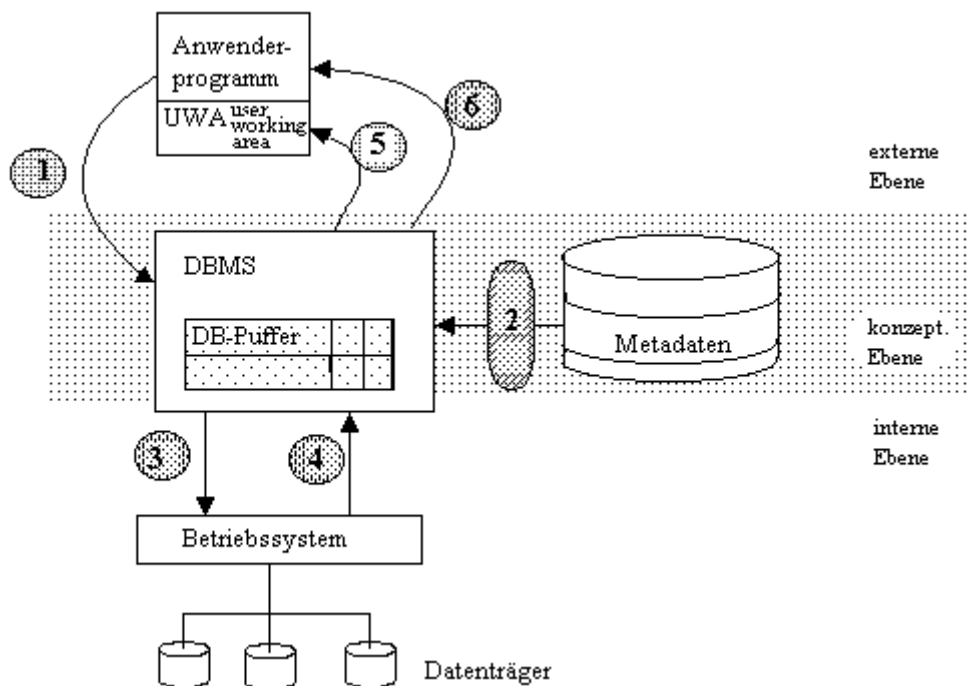 Anwender-
programm
UWA user
working
area
1
5
6
externe
Ebene
DBMS
DB-Puffer
2
Metadaten
konzept.
Ebene
3
4
interne
Ebene
Betriebssystem
Datenträger